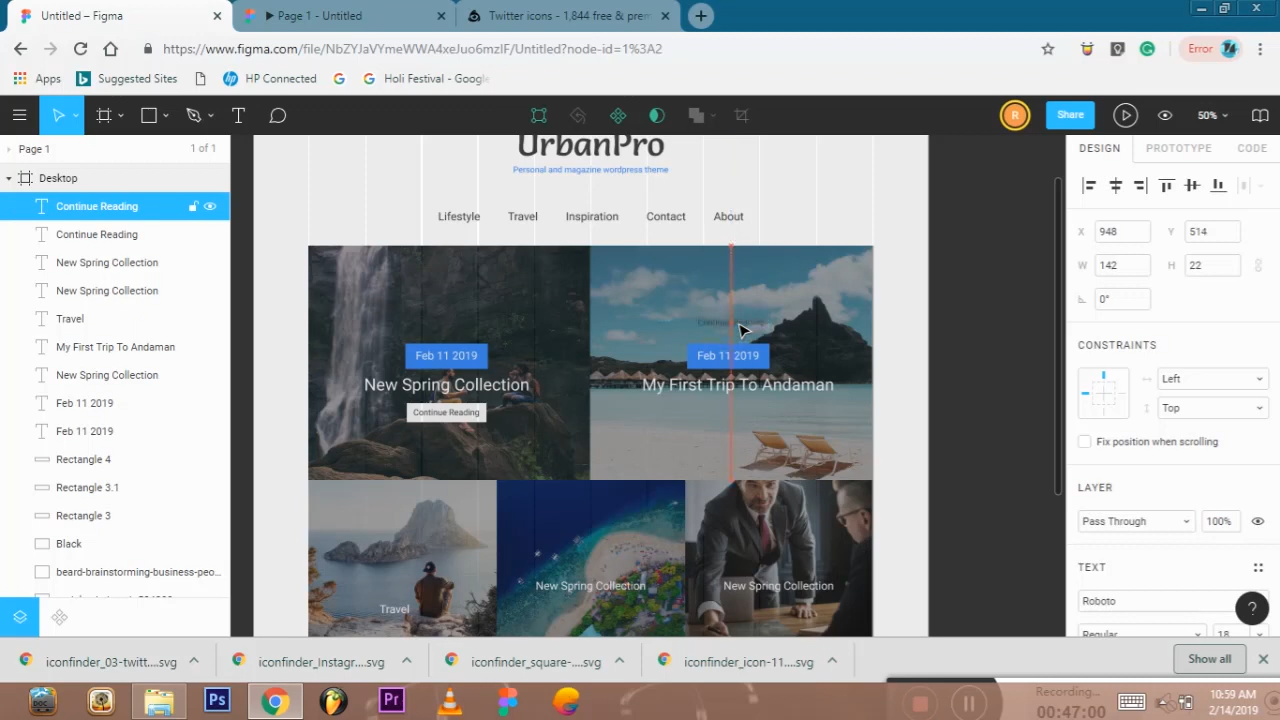 Untitled – Figma
Page 1 - Untitled
Twitter icons - 1,844 free & prem
https://www.figma.com/file/NbZYJaVYmeWWA4xeJuo6mzIF/Untitled?node-id=1%3A2
Error
Apps
Suggested Sites
HP Connected
Holi Festival - Google
Share
50%
Page 1
1 of 1
Desktop
Continue Reading
Continue Reading
New Spring Collection
New Spring Collection
Travel
My First Trip To Andaman
New Spring Collection
Feb 11 2019
Feb 11 2019
Rectangle 4
Rectangle 3.1
Rectangle 3
Black
beard-brainstorming-business-peo...
UrbanPro
Personal and magazine wordpress theme
Lifestyle
Travel
Inspiration
Contact
About
Continue Reading
Feb 11 2019
Feb 11 2019
New Spring Collection
My First Trip To Andaman
Continue Reading
New Spring Collection
New Spring Collection
Travel
DESIGN
PROTOTYPE
CODE
X 948
Y 514
W 142
H 22
0°
CONSTRAINTS
Left
Top
Fix position when scrolling
LAYER
Pass Through
100%
TEXT
Roboto
Regular
18
?
iconfinder_03-twitt....svg
iconfinder_Instagr....svg
iconfinder_square-....svg
iconfinder_icon-11....svg
Show all
DOC
Ps
Pr
Recording...
00:47:00
10:59 AM
2/14/2019